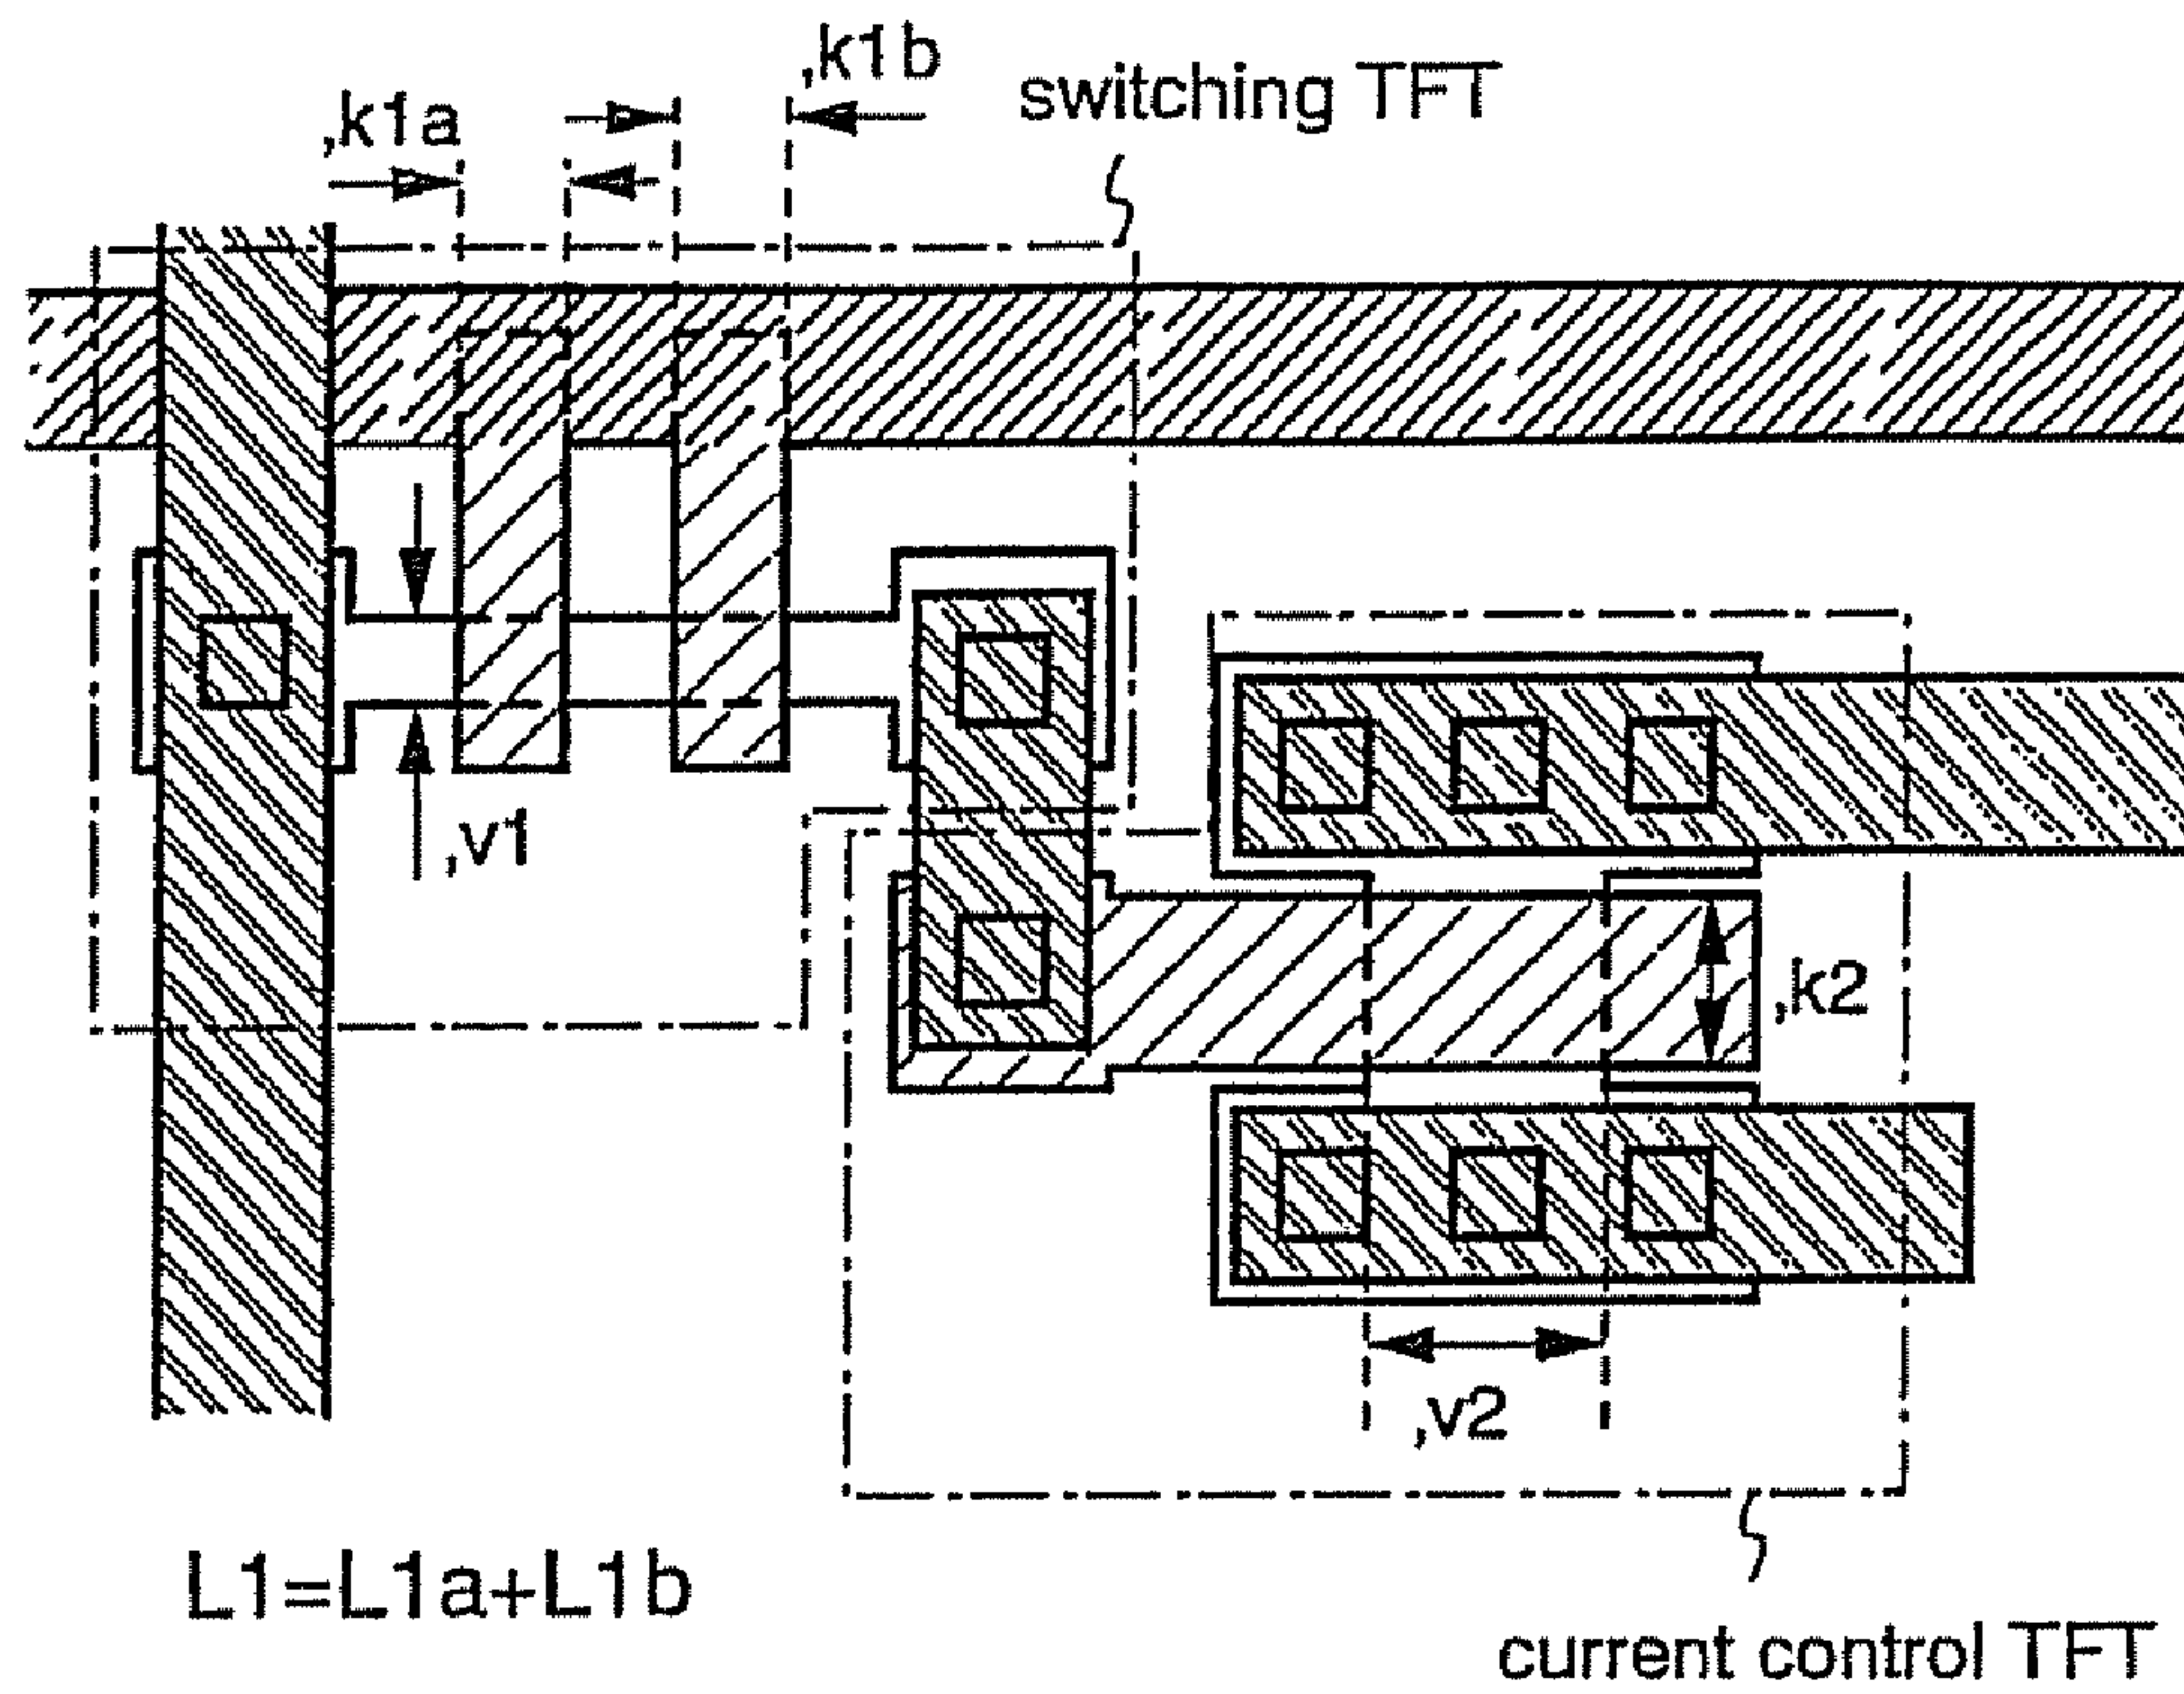 ,k1b
switching TFT
,k1a
,v1
,k2
,v2
L1=L1a+L1b
current control TFT